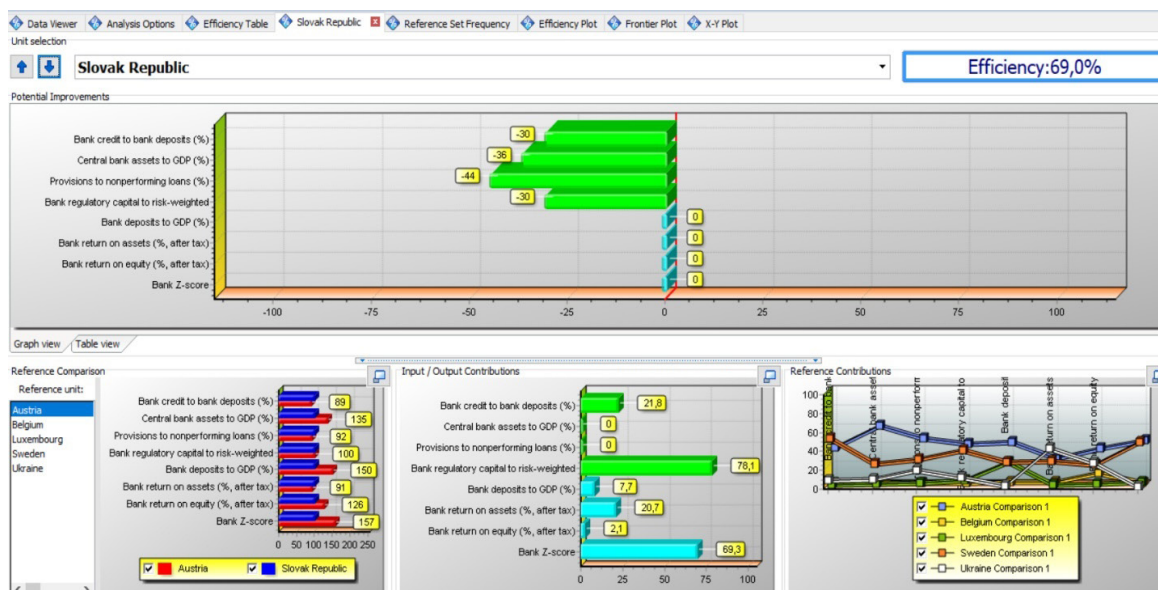 Data Viewer Analysis Options Efficiency Table Slovak Republic Reference Set Frequency Efficiency Plot Frontier Plot X-Y Plot
Unit selection
Slovak Republic Efficiency:69,0%
Potential Improvements
Bank credit to bank deposits (%) -30
Central bank assets to GDP (%) -36
Provisions to nonperforming loans (%) -44
Bank regulatory capital to risk-weighted -30
Bank deposits to GDP (%) 0
Bank return on assets (%, after tax) 0
Bank return on equity (%, after tax) 0
Bank Z-score 0
-100 -75 -50 -25 0 25 50 75 100
Graph view Table view
Reference Comparison
Reference unit:
Austria
Belgium
Luxembourg
Sweden
Ukraine
Bank credit to bank deposits (%) 89
Central bank assets to GDP (%) 135
Provisions to nonperforming loans (%) 92
Bank regulatory capital to risk-weighted 100
Bank deposits to GDP (%) 150
Bank return on assets (%, after tax) 91
Bank return on equity (%, after tax) 126
Bank Z-score 157
0 50 100 150 200 250
Austria Slovak Republic
Input / Output Contributions
Bank credit to bank deposits (%) 21,8
Central bank assets to GDP (%) 0
Provisions to nonperforming loans (%) 0
Bank regulatory capital to risk-weighted 78,1
Bank deposits to GDP (%) 7,7
Bank return on assets (%, after tax) 20,7
Bank return on equity (%, after tax) 2,1
Bank Z-score 69,3
0 25 50 75 100
Reference Contributions
100
80
60
40
20
0
Austria Comparison 1
Belgium Comparison 1
Luxembourg Comparison 1
Sweden Comparison 1
Ukraine Comparison 1